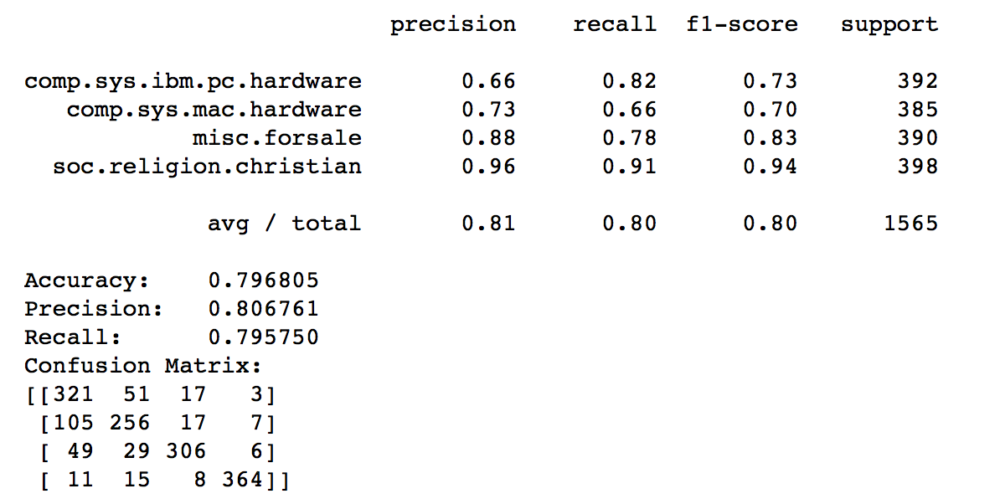 precision recall f1-score support
comp.sys.ibm.pc.hardware 0.66 0.82 0.73 392
comp.sys.mac.hardware 0.73 0.66 0.70 385
misc.forsale 0.88 0.78 0.83 390
soc.religion.christian 0.96 0.91 0.94 398
avg / total 0.81 0.80 0.80 1565
Accuracy: 0.796805
Precision: 0.806761
Recall: 0.795750
Confusion Matrix:
[[321 51 17 3]
[105 256 17 7]
[ 49 29 306 6]
[ 11 15 8 364]]